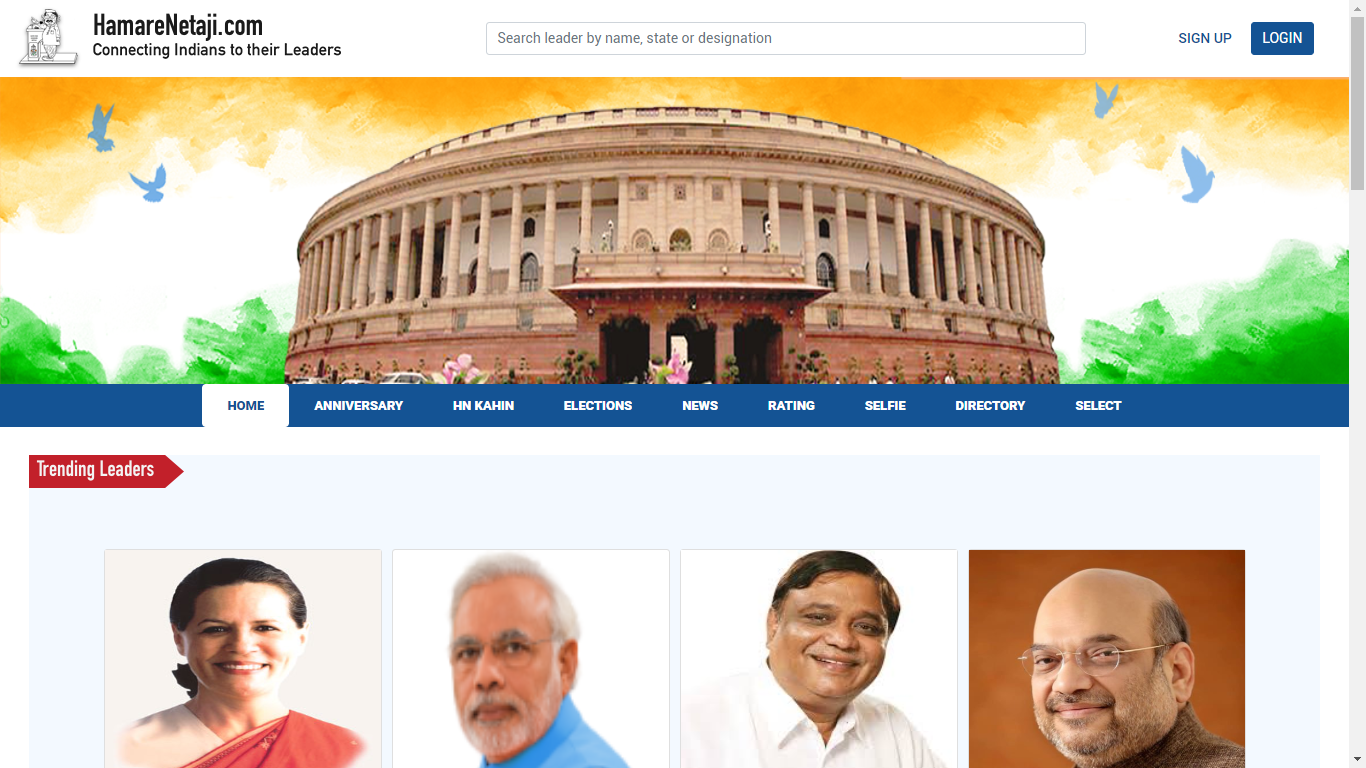 HamareNetaji.com
Connecting Indians to their Leaders
Search leader by name, state or designation
SIGN UP
LOGIN
HOME ANNIVERSARY HN KAHIN ELECTIONS NEWS RATING SELFIE DIRECTORY SELECT
Trending Leaders